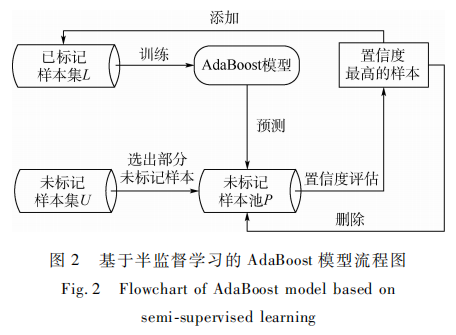 添加
已标记
样本集L
训练
AdaBoost模型
置信度
最高的样本
预测
未标记
样本集U
选出部分
未标记样本
未标记
样本池P
置信度评估
删除
图 2 基于半监督学习的 AdaBoost 模型流程图
Fig. 2 Flowchart of AdaBoost model based on
semi-supervised learning